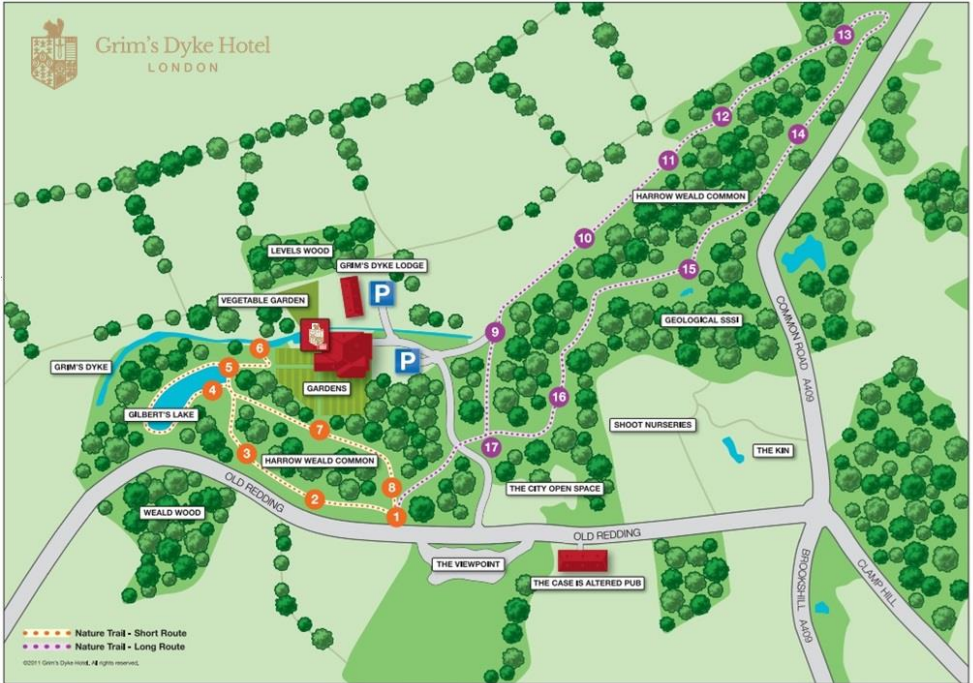 Grim's Dyke Hotel
LONDON
13
12
14
11
HARROW WEALD COMMON
10
LEVELS WOOD
GRIM'S DYKE LODGE
15
P
VEGETABLE GARDEN
GEOLOGICAL SSSI
COMMON ROAD A409
9
6
P
GRIM'S DYKE
5
4
GARDENS
16
GILBERT'S LAKE
SHOOT NURSERIES
7
17
THE KIN
3
HARROW WEALD COMMON
8
THE CITY OPEN SPACE
OLD REDDING
2
WEALD WOOD
1
OLD REDDING
THE VIEWPOINT
THE CASE IS ALTERED PUB
BROOKSHILL A409
CLAMP HILL
Nature Trail - Short Route
Nature Trail - Long Route
©2011 Grim's Dyke Hotel. All rights reserved.